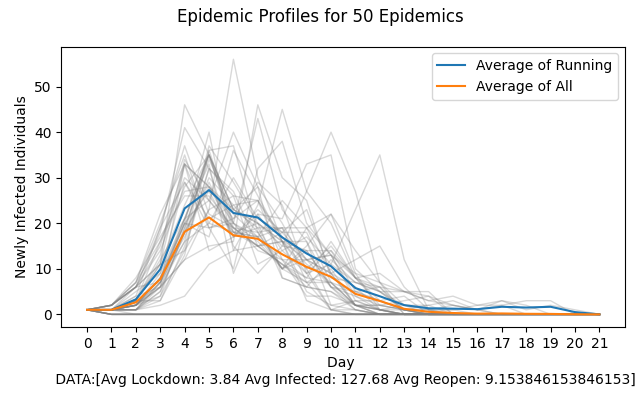 Epidemic Profiles for 50 Epidemics
Average of Running
Average of All
Newly Infected Individuals
50
40
30
20
10
0
0 1 2 3 4 5 6 7 8 9 10 11 12 13 14 15 16 17 18 19 20 21
Day
DATA:[Avg Lockdown: 3.84 Avg Infected: 127.68 Avg Reopen: 9.153846153846153]